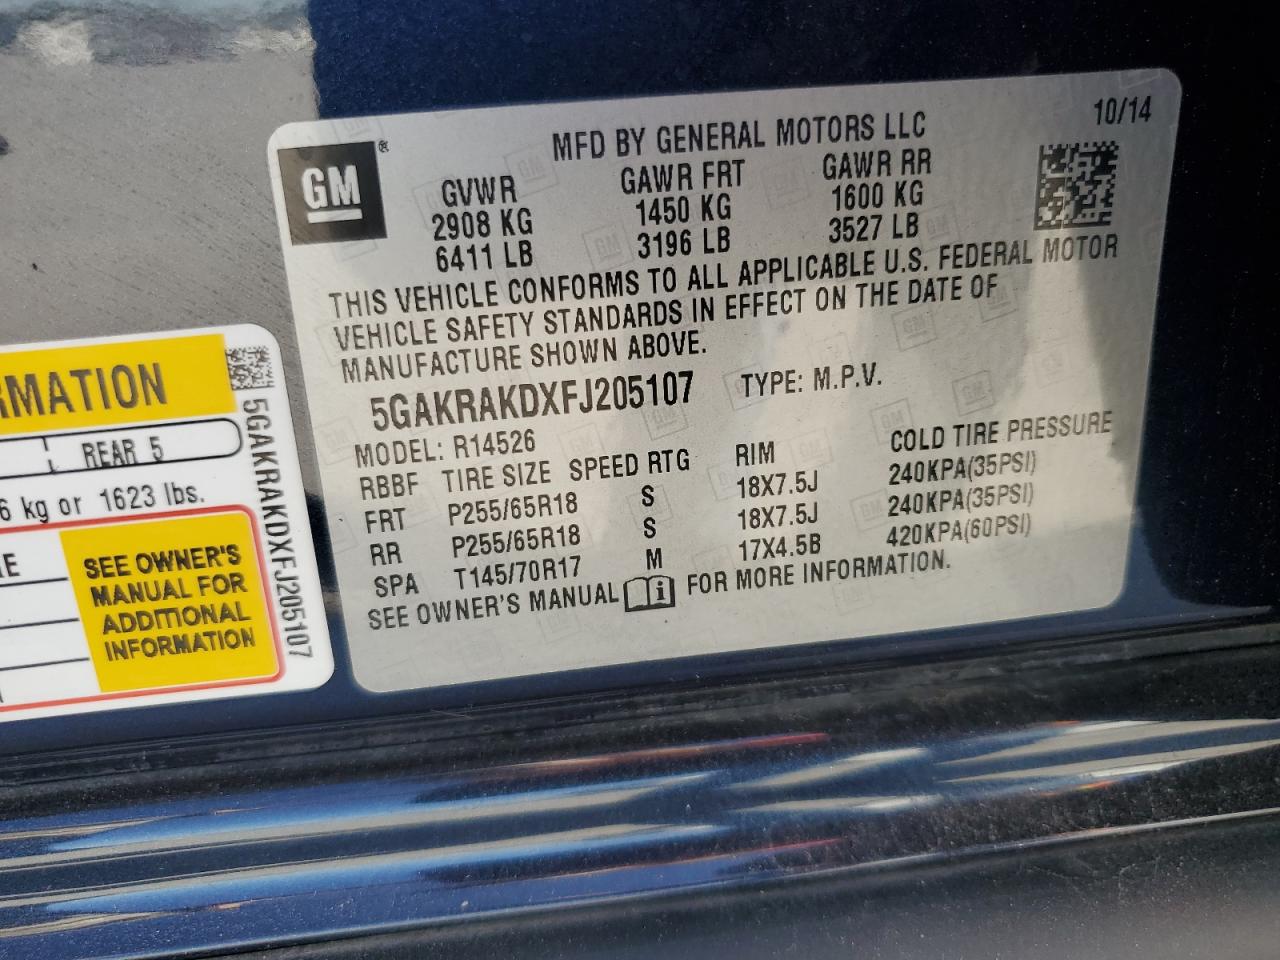 MFD BY GENERAL MOTORS LLC
10/14
GM
®
GVWR
2908 KG
6411 LB
GAWR FRT
1450 KG
3196 LB
GAWR RR
1600 KG
3527 LB
THIS VEHICLE CONFORMS TO ALL APPLICABLE U.S. FEDERAL MOTOR
VEHICLE SAFETY STANDARDS IN EFFECT ON THE DATE OF
MANUFACTURE SHOWN ABOVE.
5GAKRAKDXFJ205107 TYPE: M.P.V.
MODEL: R14526
RBBF TIRE SIZE SPEED RTG RIM COLD TIRE PRESSURE
FRT P255/65R18 S 18X7.5J 240KPA(35PSI)
RR P255/65R18 S 18X7.5J 240KPA(35PSI)
SPA T145/70R17 M 17X4.5B 420KPA(60PSI)
SEE OWNER'S MANUAL FOR MORE INFORMATION.
RMATION
REAR 5
6 kg or 1623 lbs.
SEE OWNER'S
MANUAL FOR
ADDITIONAL
INFORMATION
5GAKRAKDXFJ205107